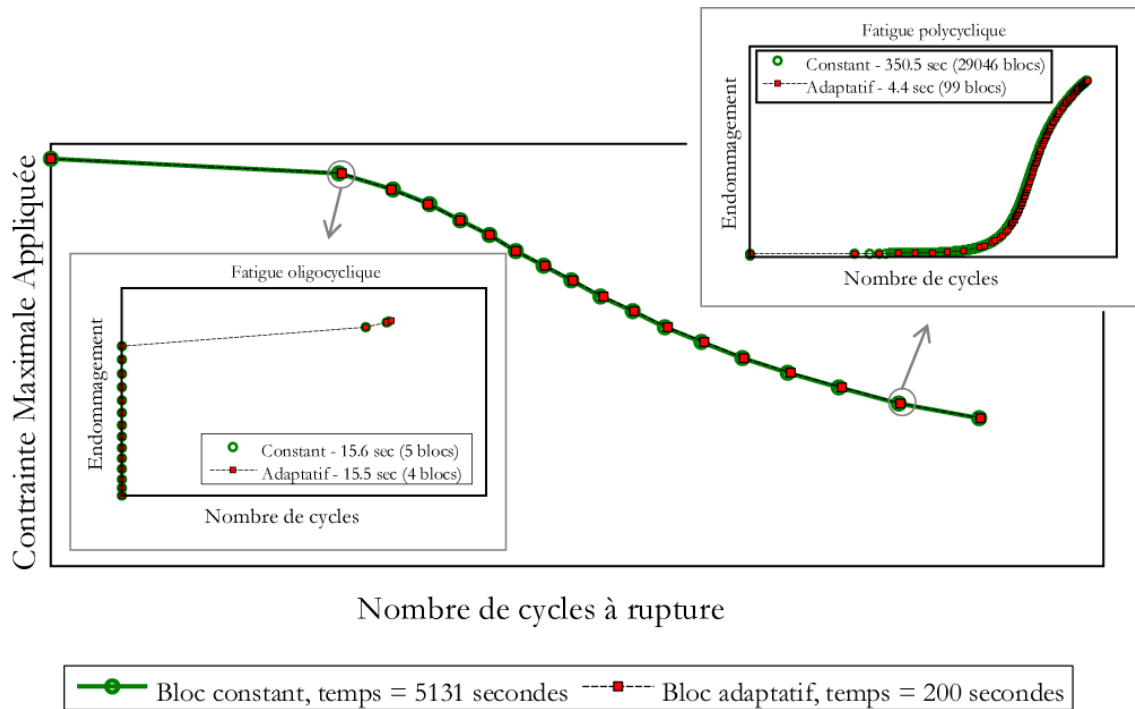 Fatigue polycyclique
Constant - 350.5 sec (29046 blocs)
Adaptatif - 4.4 sec (99 blocs)
Endommagement
Nombre de cycles
Contrainte Maximale Appliquée
Fatigue oligocyclique
Endommagement
Constant - 15.6 sec (5 blocs)
Adaptatif - 15.5 sec (4 blocs)
Nombre de cycles
Nombre de cycles à rupture
Bloc constant, temps = 5131 secondes
Bloc adaptatif, temps = 200 secondes